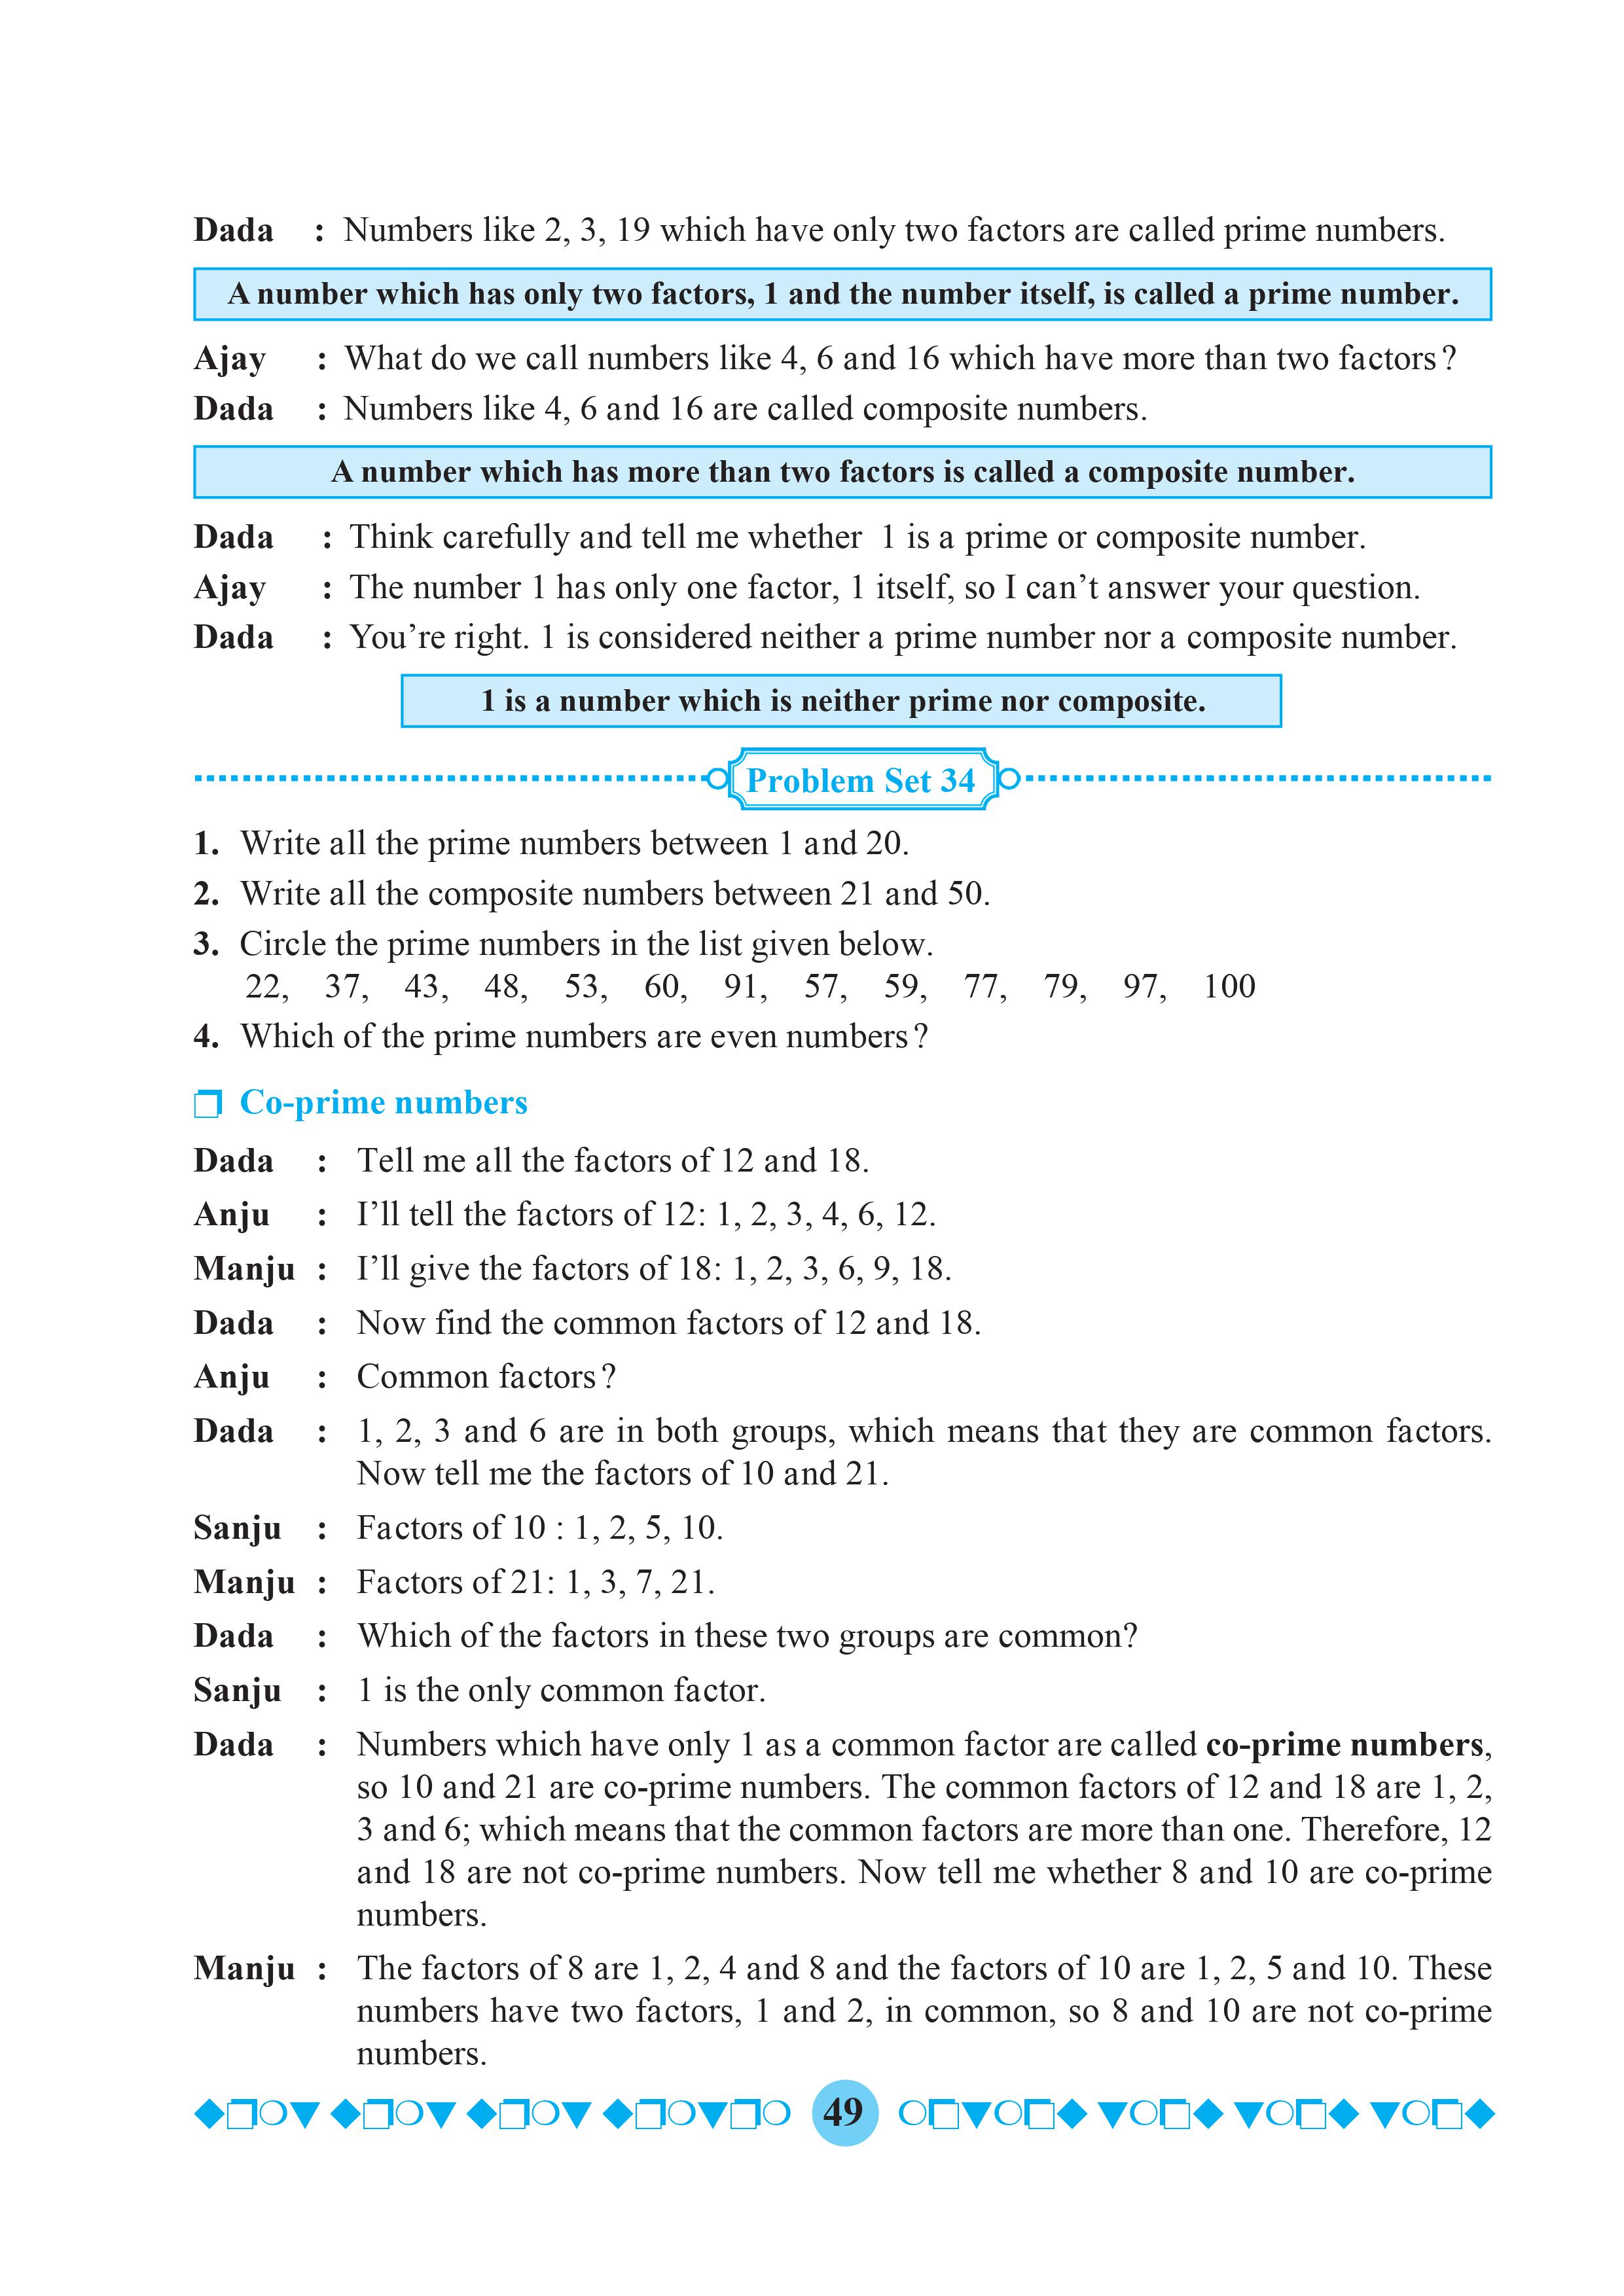 Dada : Numbers like 2, 3, 19 which have only two factors are called prime numbers.
A number which has only two factors, 1 and the number itself, is called a prime number.
Ajay : What do we call numbers like 4, 6 and 16 which have more than two factors?
Dada : Numbers like 4, 6 and 16 are called composite numbers.
A number which has more than two factors is called a composite number.
Dada : Think carefully and tell me whether 1 is a prime or composite number.
Ajay : The number 1 has only one factor, 1 itself, so I can’t answer your question.
Dada : You’re right. 1 is considered neither a prime number nor a composite number.
1 is a number which is neither prime nor composite.
Problem Set 34
1. Write all the prime numbers between 1 and 20.
2. Write all the composite numbers between 21 and 50.
3. Circle the prime numbers in the list given below.
22, 37, 43, 48, 53, 60, 91, 57, 59, 77, 79, 97, 100
4. Which of the prime numbers are even numbers?
Co-prime numbers
Dada : Tell me all the factors of 12 and 18.
Anju : I’ll tell the factors of 12: 1, 2, 3, 4, 6, 12.
Manju : I’ll give the factors of 18: 1, 2, 3, 6, 9, 18.
Dada : Now find the common factors of 12 and 18.
Anju : Common factors?
Dada : 1, 2, 3 and 6 are in both groups, which means that they are common factors.
Now tell me the factors of 10 and 21.
Sanju : Factors of 10 : 1, 2, 5, 10.
Manju : Factors of 21: 1, 3, 7, 21.
Dada : Which of the factors in these two groups are common?
Sanju : 1 is the only common factor.
Dada : Numbers which have only 1 as a common factor are called co-prime numbers,
so 10 and 21 are co-prime numbers. The common factors of 12 and 18 are 1, 2,
3 and 6; which means that the common factors are more than one. Therefore, 12
and 18 are not co-prime numbers. Now tell me whether 8 and 10 are co-prime
numbers.
Manju : The factors of 8 are 1, 2, 4 and 8 and the factors of 10 are 1, 2, 5 and 10. These
numbers have two factors, 1 and 2, in common, so 8 and 10 are not co-prime
numbers.
49